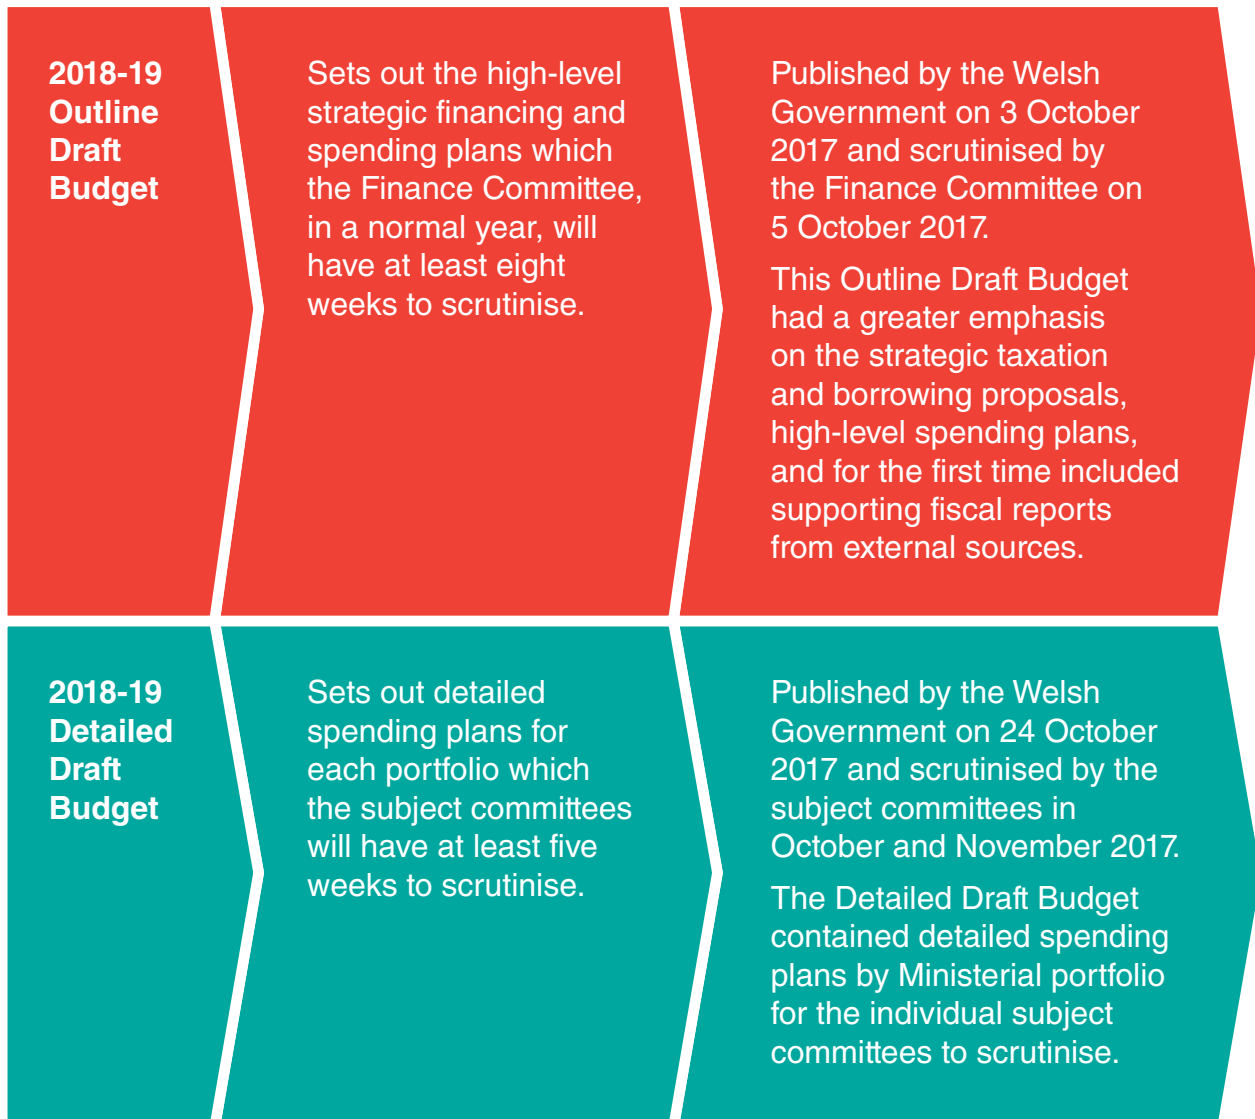 2018-19
Outline
Draft
Budget
Sets out the high-level
strategic financing and
spending plans which
the Finance Committee,
in a normal year, will
have at least eight
weeks to scrutinise.
Published by the Welsh
Government on 3 October
2017 and scrutinised by
the Finance Committee on
5 October 2017.
This Outline Draft Budget
had a greater emphasis
on the strategic taxation
and borrowing proposals,
high-level spending plans,
and for the first time included
supporting fiscal reports
from external sources.
2018-19
Detailed
Draft
Budget
Sets out detailed
spending plans for
each portfolio which
the subject committees
will have at least five
weeks to scrutinise.
Published by the Welsh
Government on 24 October
2017 and scrutinised by the
subject committees in
October and November 2017.
The Detailed Draft Budget
contained detailed spending
plans by Ministerial portfolio
for the individual subject
committees to scrutinise.